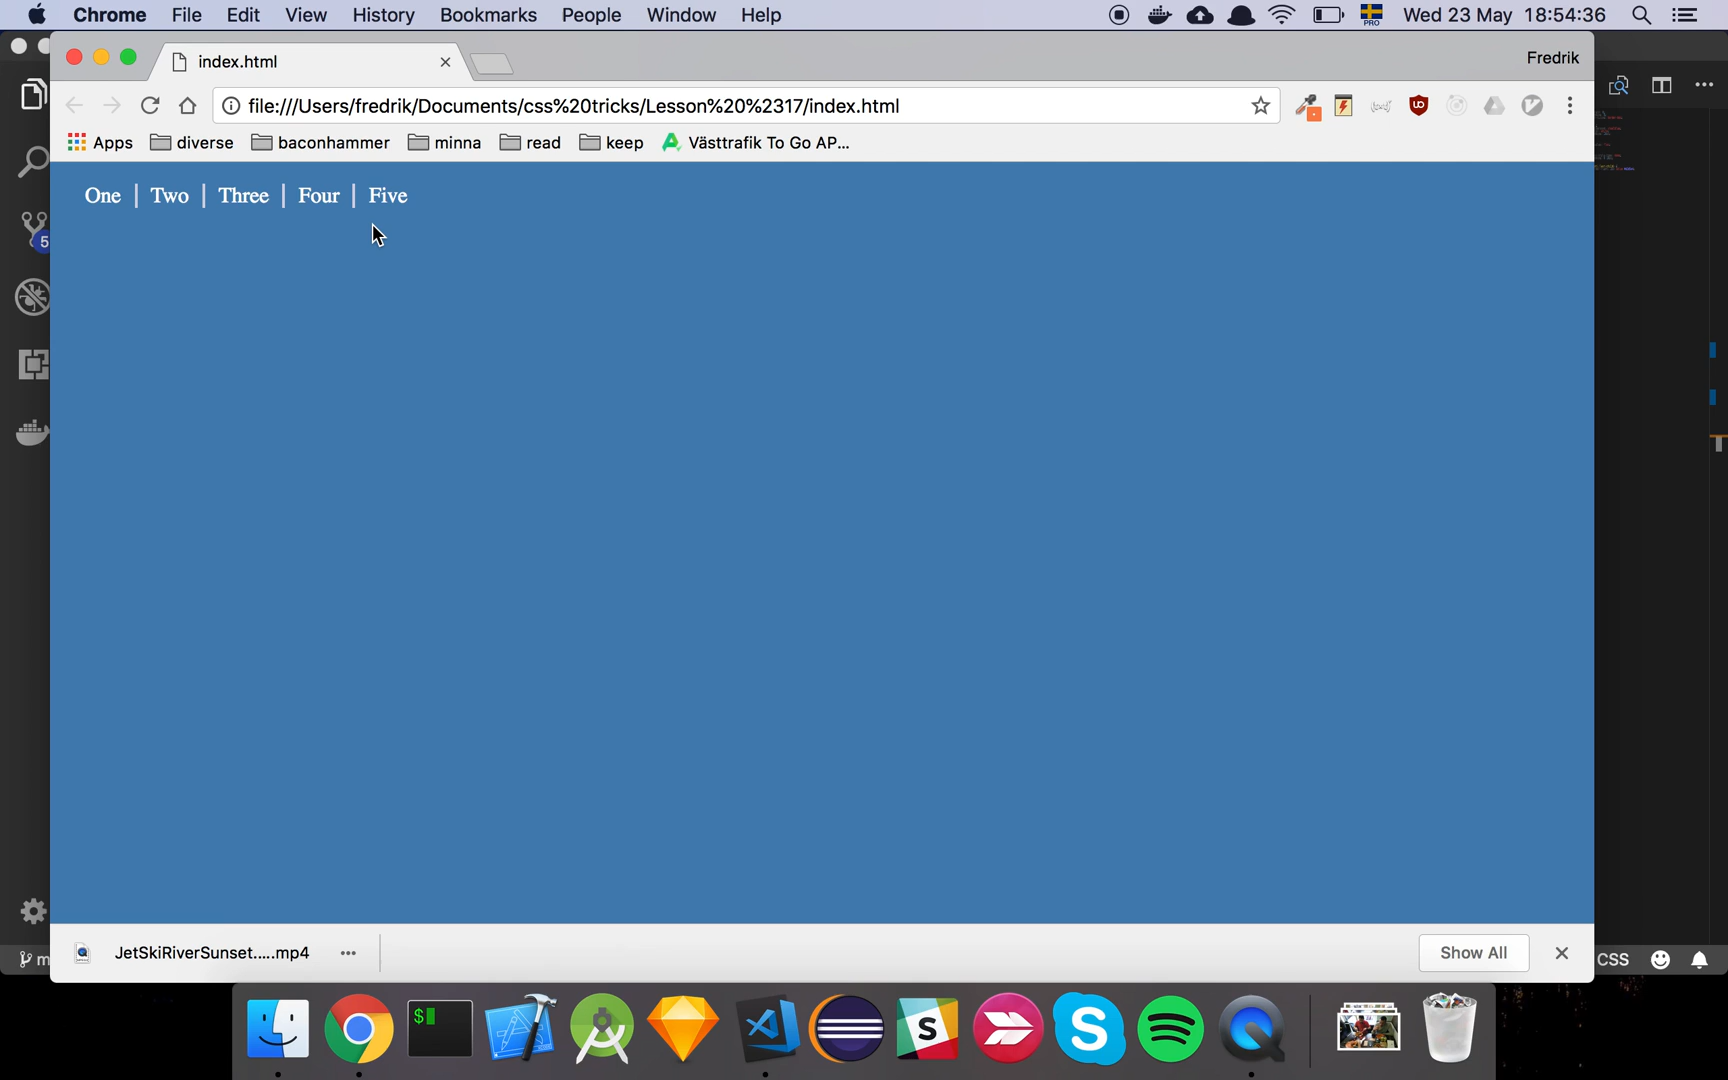 Chrome File Edit View History Bookmarks People Window Help PRO Wed 23 May 18:54:36
index.html Fredrik
file:///Users/fredrik/Documents/css%20tricks/Lesson%20%2317/index.html
Apps diverse baconhammer minna read keep Västtrafik To Go AP...
One | Two | Three | Four | Five
5
JetSkiRiverSunset.....mp4 Show All
m CSS
$
S S